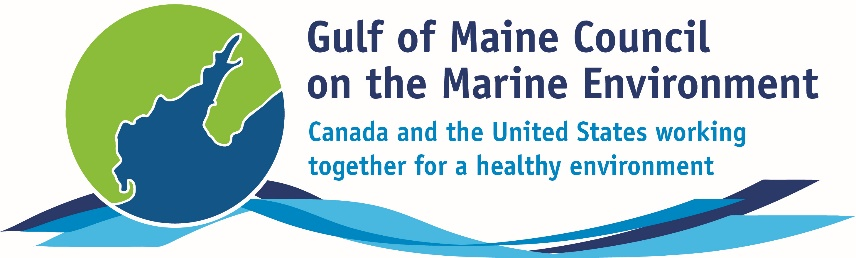 Gulf of Maine Council
on the Marine Environment
Canada and the United States working
together for a healthy environment